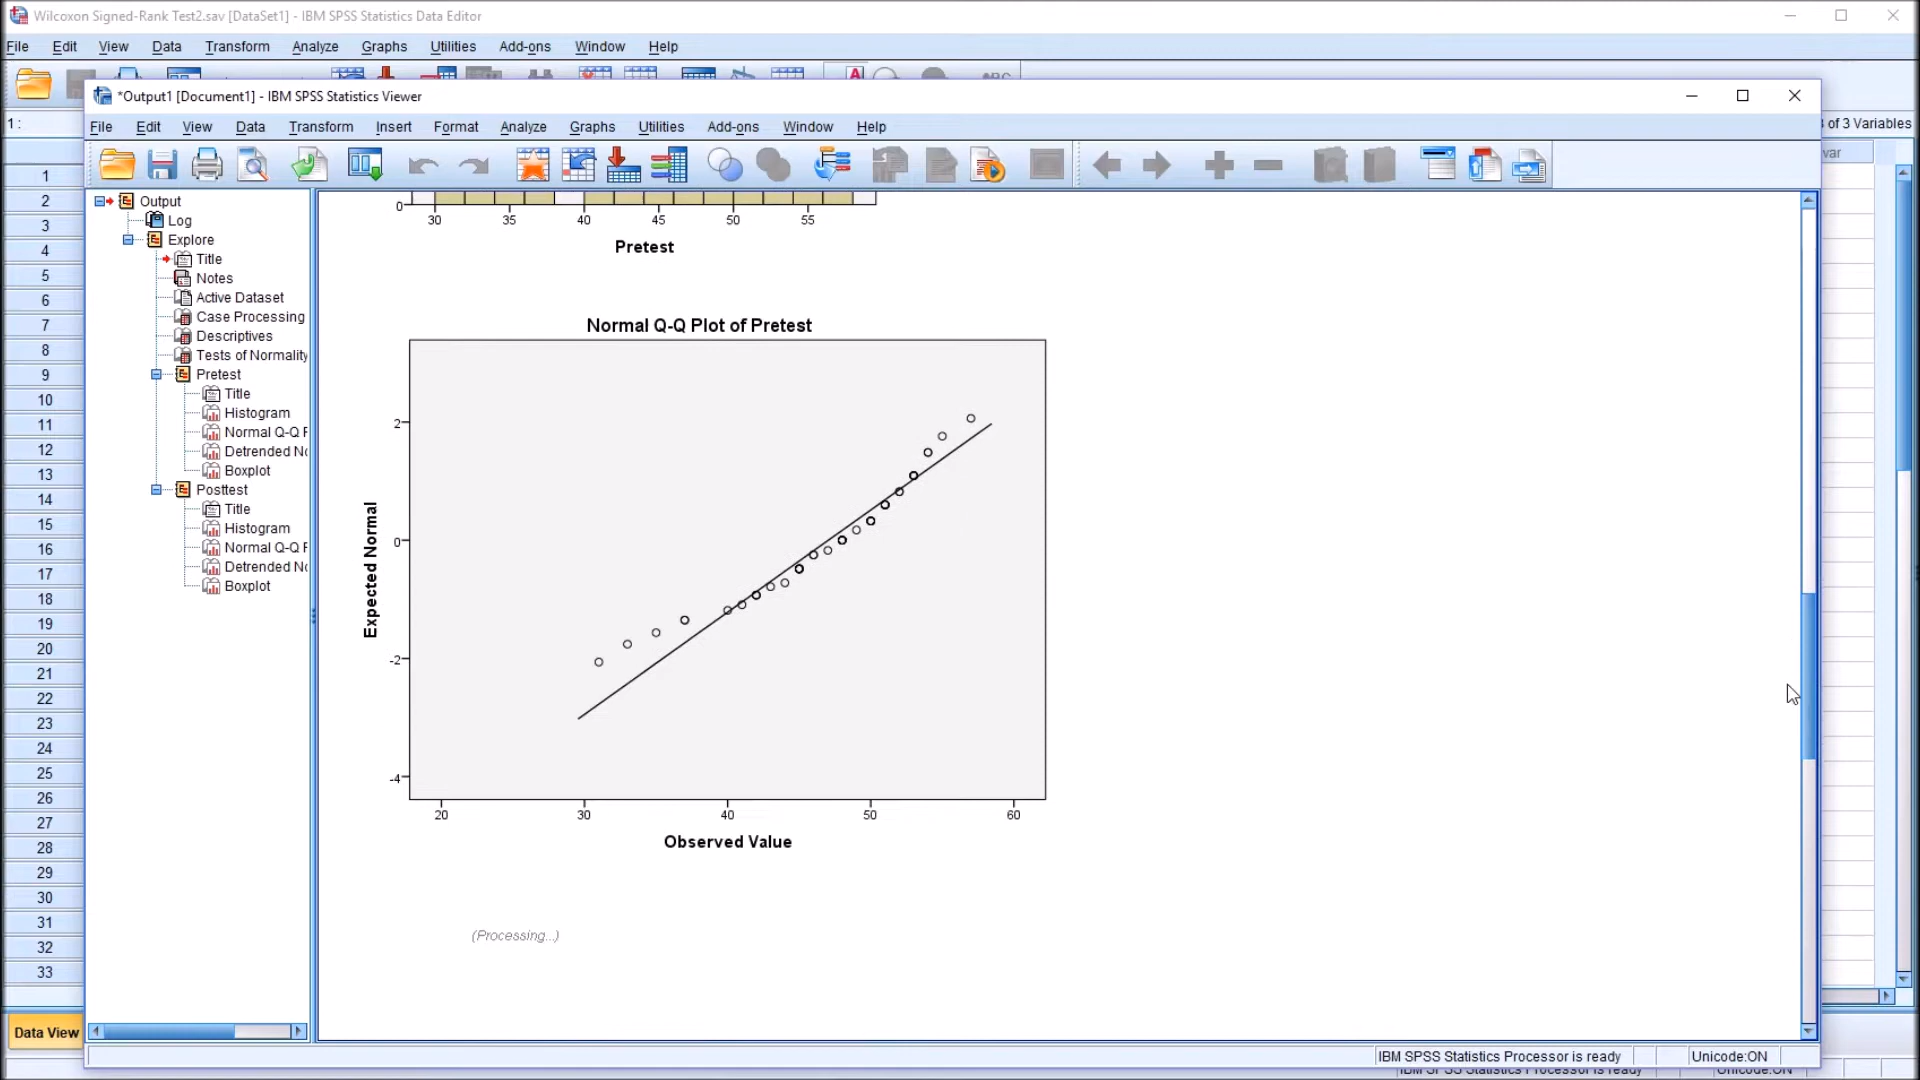 Wilcoxon Signed-Rank Test2.sav [DataSet1] - IBM SPSS Statistics Data Editor
File Edit View Data Transform Analyze Graphs Utilities Add-ons Window Help
*Output1 [Document1] - IBM SPSS Statistics Viewer
1 : of 3 Variables
File Edit View Data Transform Insert Format Analyze Graphs Utilities Add-ons Window Help
var
1
2
3
4
5
6
7
8
9
10
11
12
13
14
15
16
17
18
19
20
21
22
23
24
25
26
27
28
29
30
31
32
33
Output
Log
Explore
Title
Notes
Active Dataset
Case Processing
Descriptives
Tests of Normality
Pretest
Title
Histogram
Normal Q-Q
Detrended
Boxplot
Posttest
Title
Histogram
Normal Q-Q
Detrended
Boxplot
0
30 35 40 45 50 55
Pretest
Normal Q-Q Plot of Pretest
Expected Normal
2
0
-2
-4
20 30 40 50 60
Observed Value
(Processing...)
Data View
IBM SPSS Statistics Processor is ready Unicode:ON